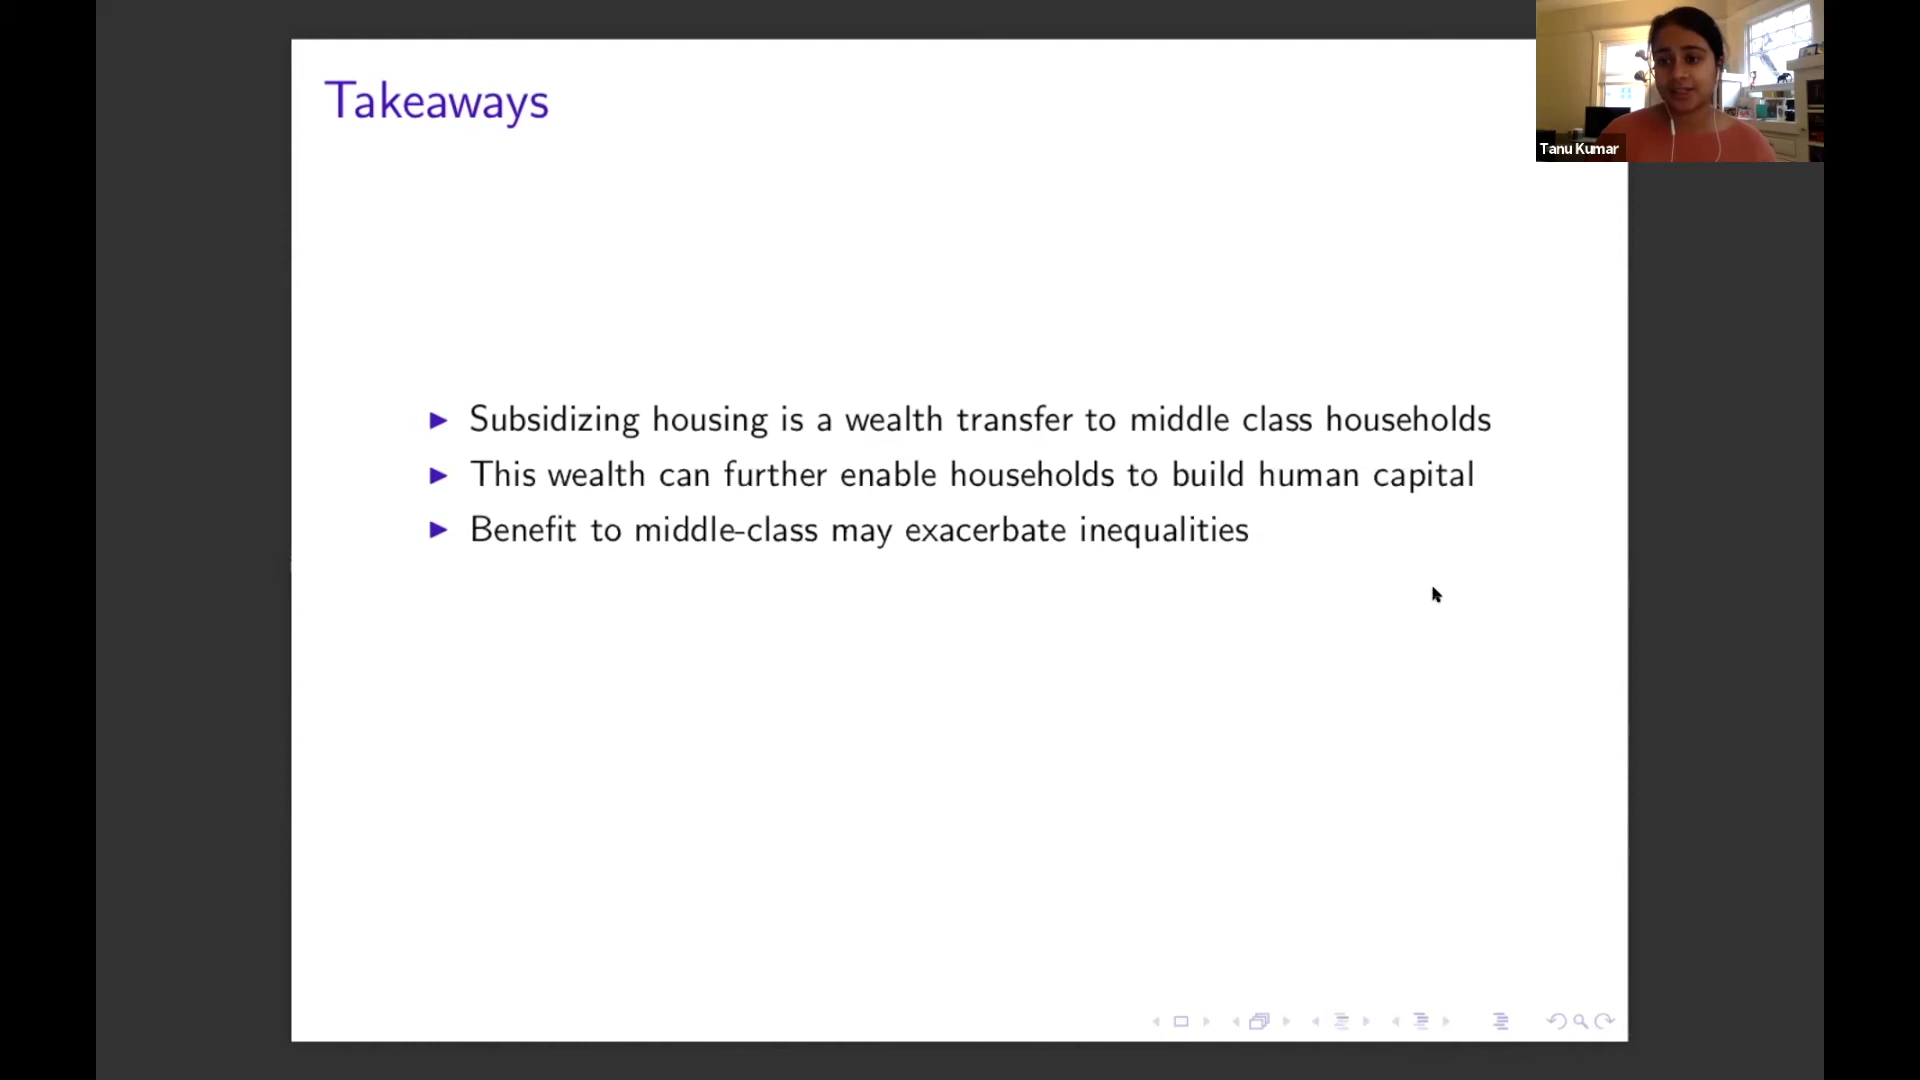 Takeaways
Tanu Kumar
Subsidizing housing is a wealth transfer to middle class households
This wealth can further enable households to build human capital
Benefit to middle-class may exacerbate inequalities